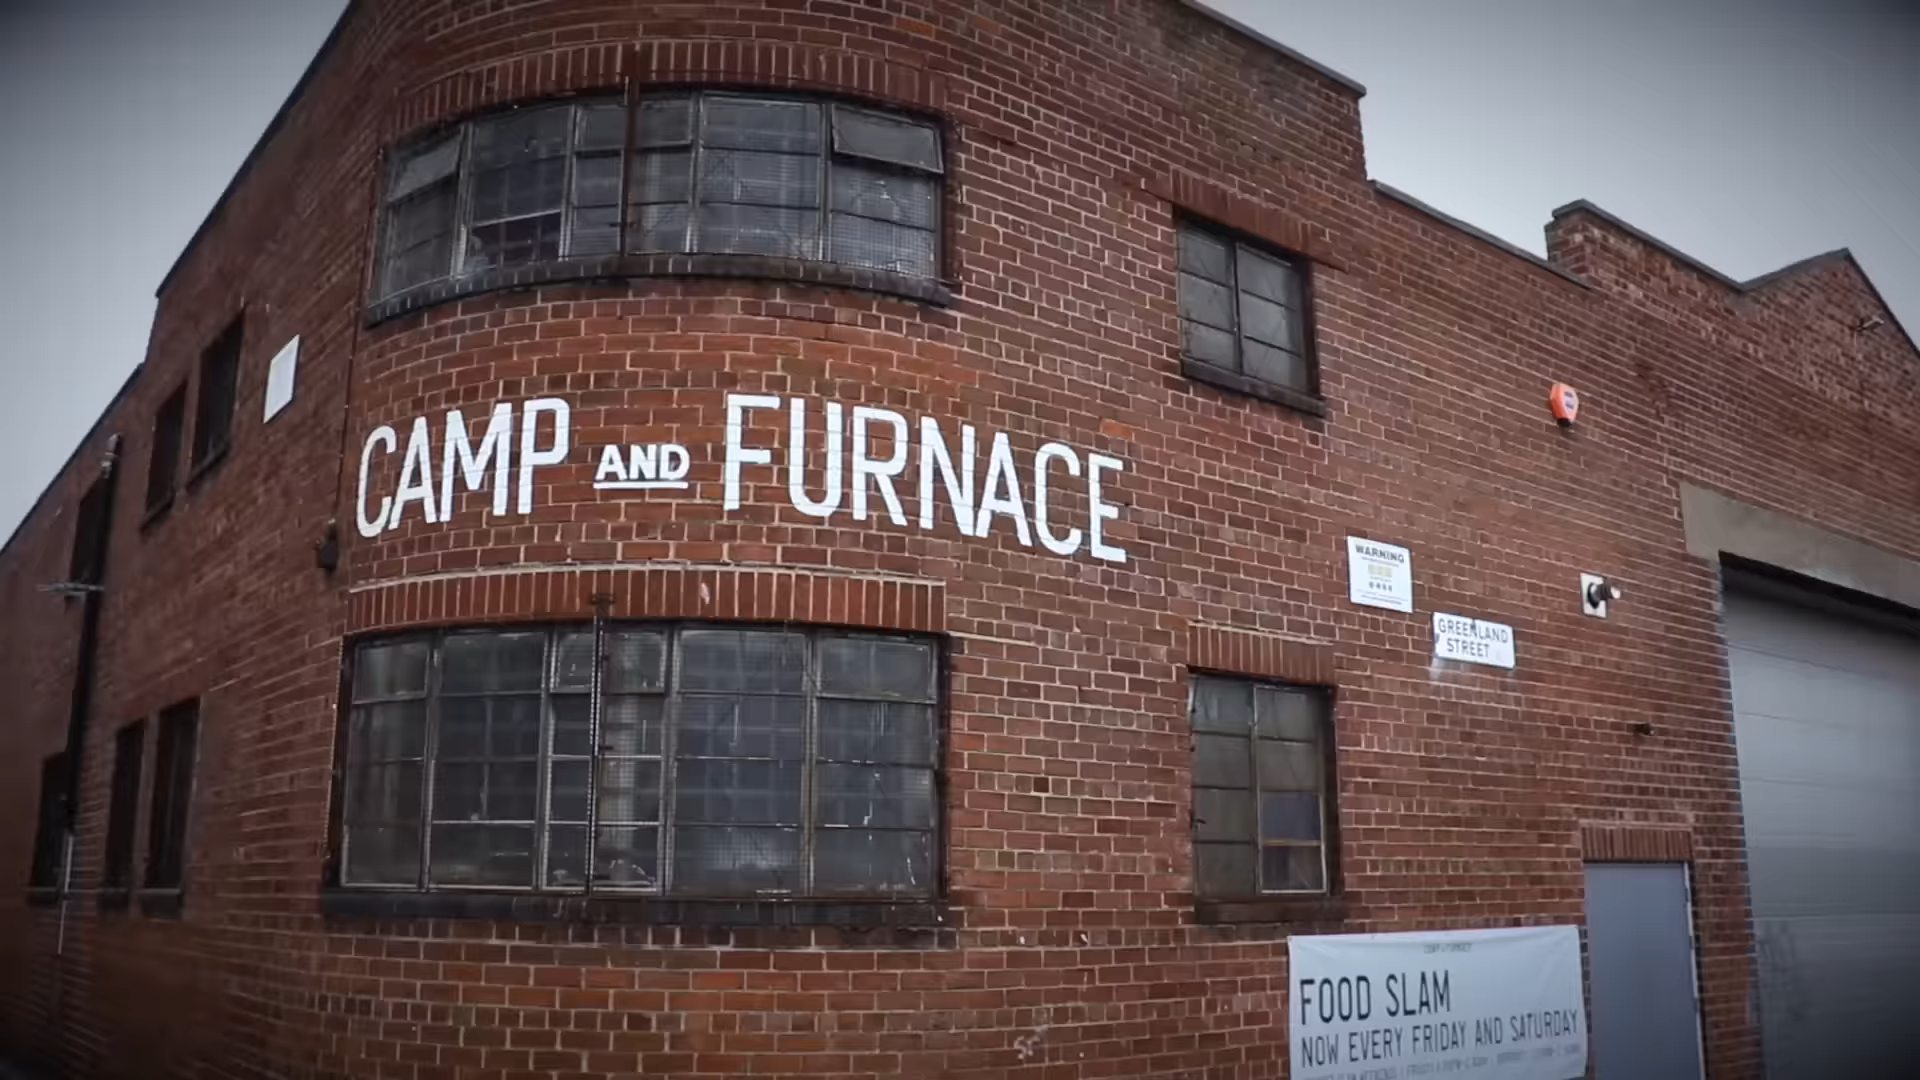 CAMP AND FURNACE
WARNING
GREENLAND
STREET
FOOD SLAM
NOW EVERY FRIDAY AND SATURDAY